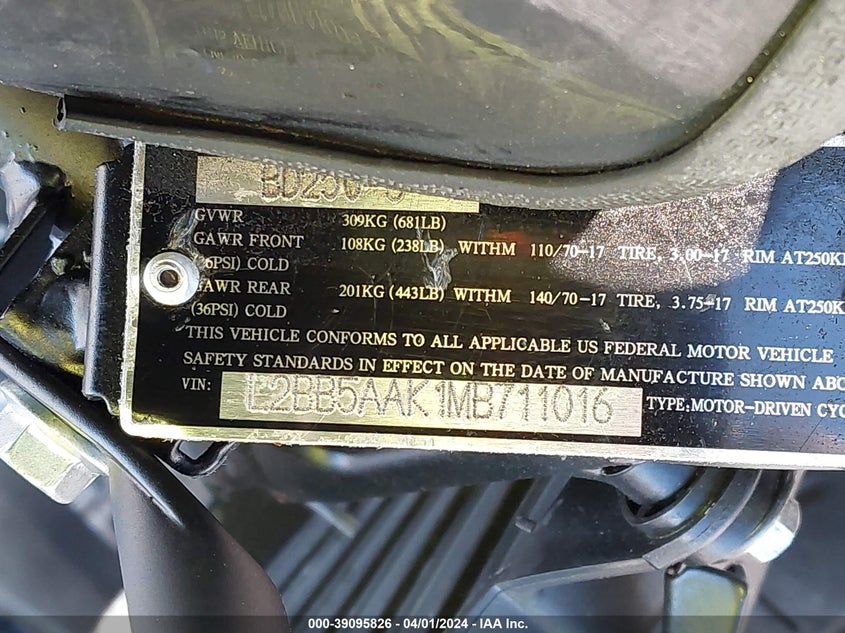 BD250-
GVWR 309KG (681LB)
GAWR FRONT 108KG (238LB) WITHM 110/70-17 TIRE, 3.00-17 RIM AT250K
(36PSI) COLD
GAWR REAR 201KG (443LB) WITHM 140/70-17 TIRE, 3.75-17 RIM AT250K
(36PSI) COLD
THIS VEHICLE CONFORMS TO ALL APPLICABLE US FEDERAL MOTOR VEHICLE
SAFETY STANDARDS IN EFFECT ON THE DATE OF MANUFACTURE SHOWN ABO
VIN: L2BB5AAK1MB711016 TYPE:MOTOR-DRIVEN CYC
000-39095826 / 04/01/2024 - IAA Inc.